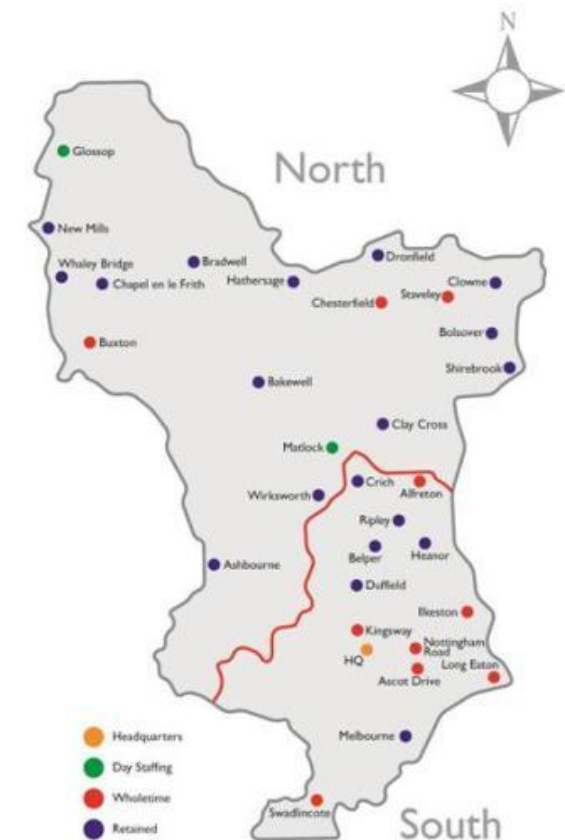 N
North
Glossop
New Mills
Whaley Bridge
Chapel en le Frith
Bradwell
Hathersage
Dronfield
Chesterfield
Staveley
Clowne
Bolsover
Buxton
Shirebrook
Bakewell
Clay Cross
Matlock
Crich
Alfreton
Wirksworth
Ripley
Belper
Heanor
Ashbourne
Duffield
Ilkeston
Kingsway
Nottingham
Road
HQ
Long Eaton
Ascot Drive
Melbourne
Swadlincote
South
Headquarters
Day Staffing
Wholetime
Retained